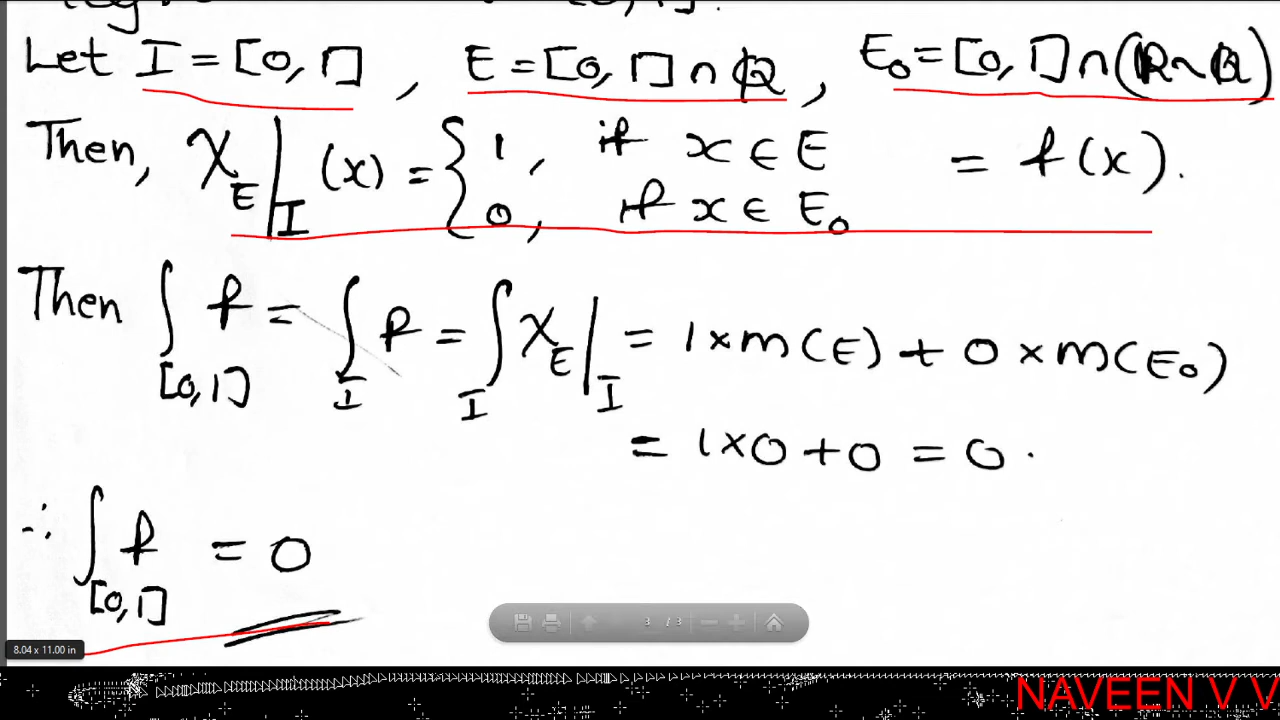 Let I = [0,1] , E = [0,1] ∩ ℚ , E₀ = [0,1] ∩ (ℝ ~ ℚ)
Then, χ_E|_I (x) = { 1 , if x ∈ E = f(x).
0 , if x ∈ E₀
Then ∫_[0,1] f = ∫_I f = ∫_I χ_E|_I = 1 × m(E) + 0 × m(E₀)
= 1×0 + 0 = 0 .
∴ ∫_[0,1] f = 0
3 / 3
8.04 x 11.00 in
NAVEEN V V